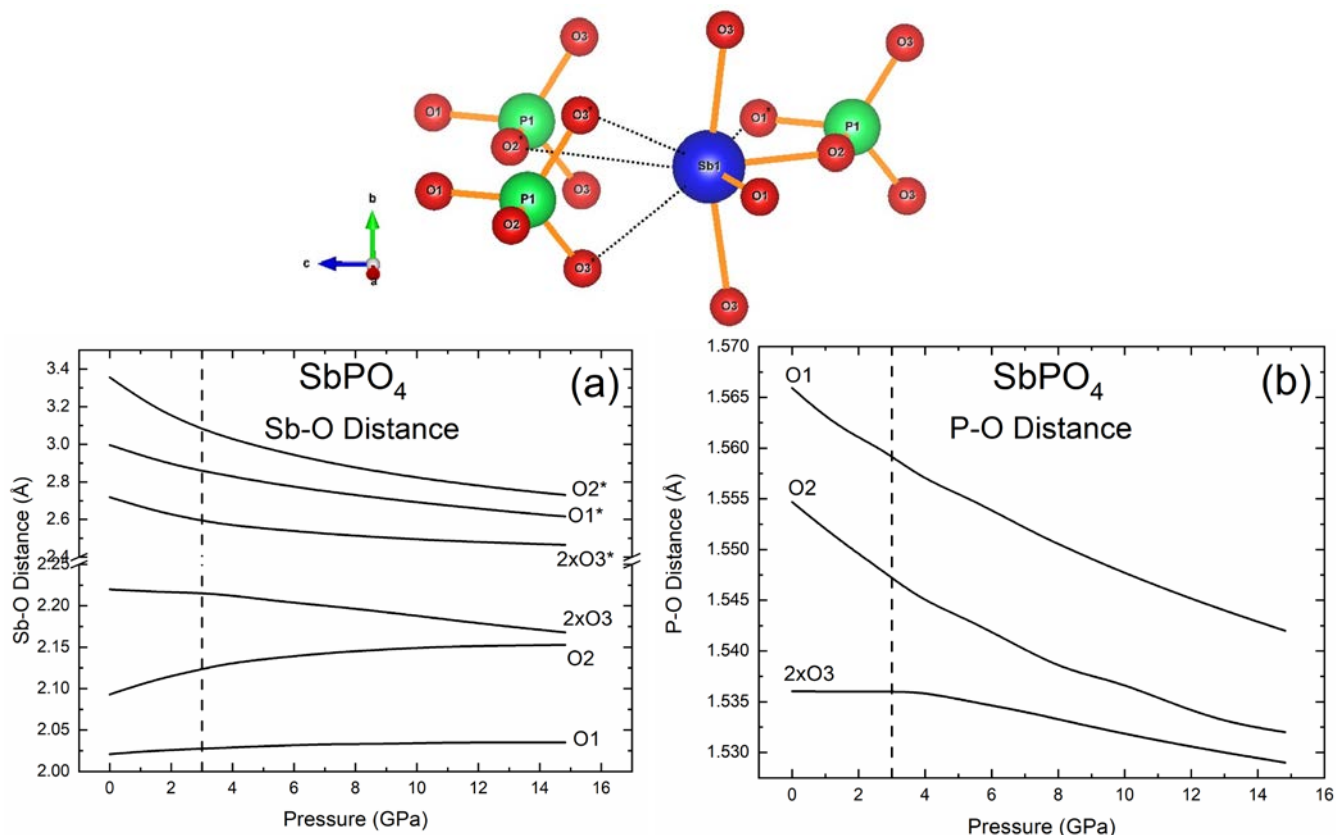 O3
O3
O3
O1
P1
O3*
O1*
P1
O2*
Sb1
O2
O1
P1
O3
O1
O3
O2
b
O3*
c
a
O3
3.4
SbPO4
(a)
3.2
Sb-O Distance
3.0
2.8
O2*
O1*
2.6
2.4
2xO3*
2.25
2.20
2xO3
2.15
O2
2.10
2.05
O1
2.00
0 2 4 6 8 10 12 14 16
Pressure (GPa)
Sb-O Distance (Å)
1.570
O1
SbPO4
(b)
1.565
P-O Distance
1.560
O2
1.555
1.550
1.545
1.540
2xO3
1.535
1.530
0 2 4 6 8 10 12 14 16
Pressure (GPa)
P-O Distance (Å)